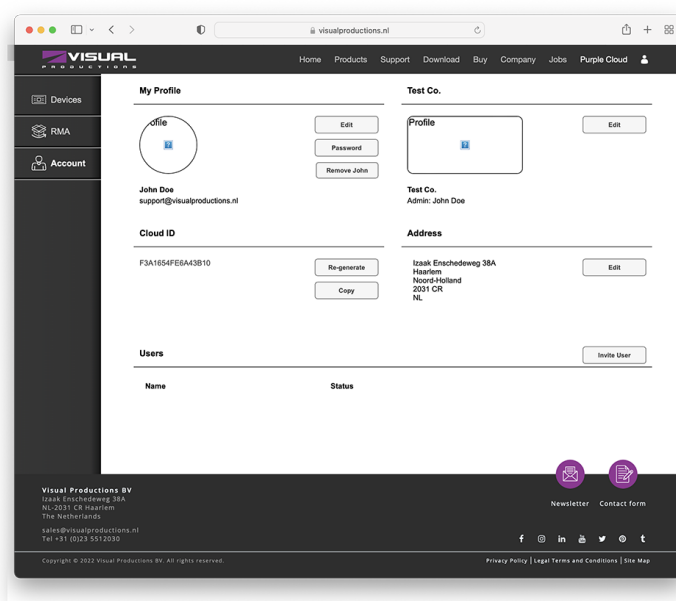 visualproductions.nl
VISUAL
PRODUCTIONS
Home Products Support Download Buy Company Jobs Purple Cloud
Devices
RMA
Account
My Profile
ofile
Edit
Password
Remove John
John Doe
support@visualproductions.nl
Test Co.
Profile
Edit
Test Co.
Admin: John Doe
Cloud ID
F3A1654FE6A43B10
Re-generate
Copy
Address
Izaak Enschedeweg 38A
Haarlem
Noord-Holland
2031 CR
NL
Edit
Users
Invite User
Name Status
Newsletter Contact form
Visual Productions BV
Izaak Enschedeweg 38A
NL-2031 CR Haarlem
The Netherlands
sales@visualproductions.nl
Tel +31 (0)23 5512030
Copyright © 2022 Visual Productions BV. All rights reserved.
Privacy Policy | Legal Terms and Conditions | Site Map